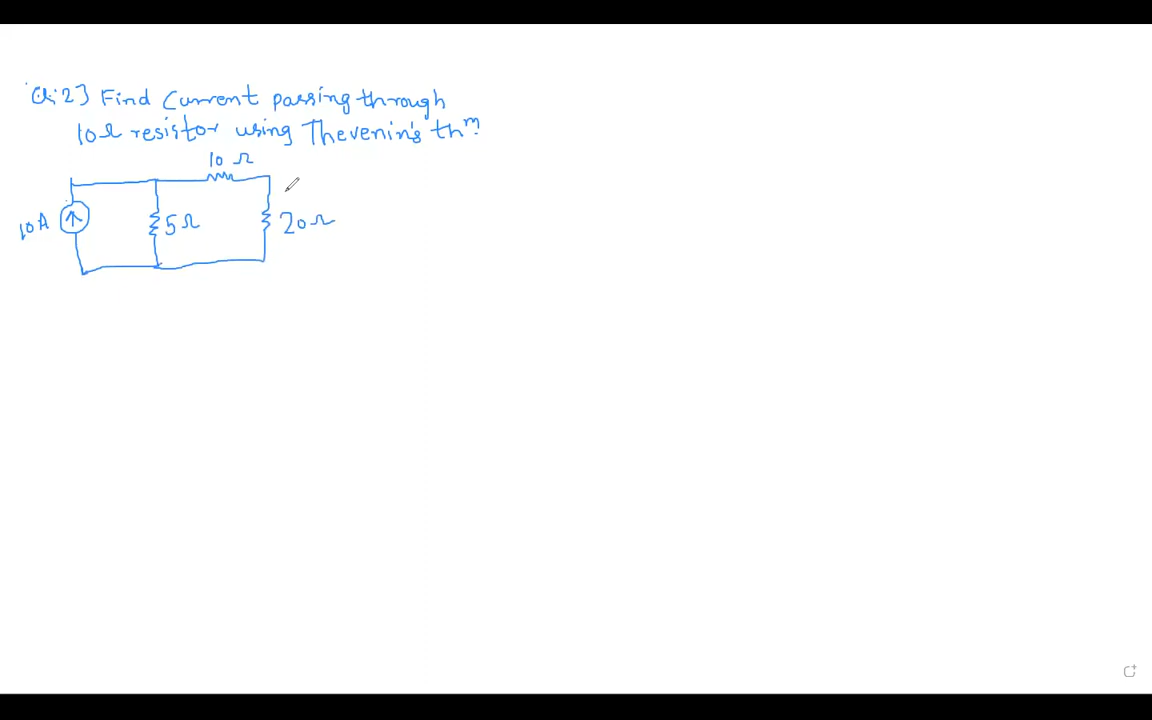 Q.2] Find Current passing through
10Ω resistor using Thevenin's thm?
10 Ω
10A
5Ω
20Ω